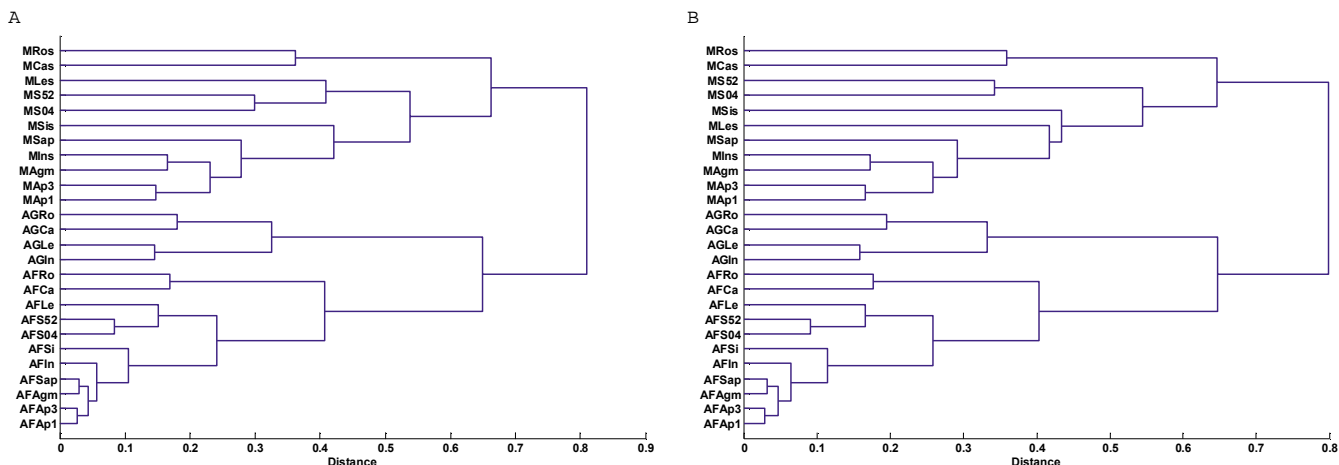 A
MRos
MCas
MLes
MS52
MS04
MSis
MSap
MIns
MAgm
MAp3
MAp1
AGRo
AGCa
AGLe
AGIn
AFRo
AFCa
AFLe
AFS52
AFS04
AFSi
AFIn
AFSap
AFAgm
AFAp3
AFAp1
0 0.1 0.2 0.3 0.4 0.5 0.6 0.7 0.8 0.9
Distance
B
MRos
MCas
MS52
MS04
MSis
MLes
MSap
MIns
MAgm
MAp3
MAp1
AGRo
AGCa
AGLe
AGIn
AFRo
AFCa
AFLe
AFS52
AFS04
AFSi
AFIn
AFSap
AFAgm
AFAp3
AFAp1
0 0.1 0.2 0.3 0.4 0.5 0.6 0.7 0.8
Distance